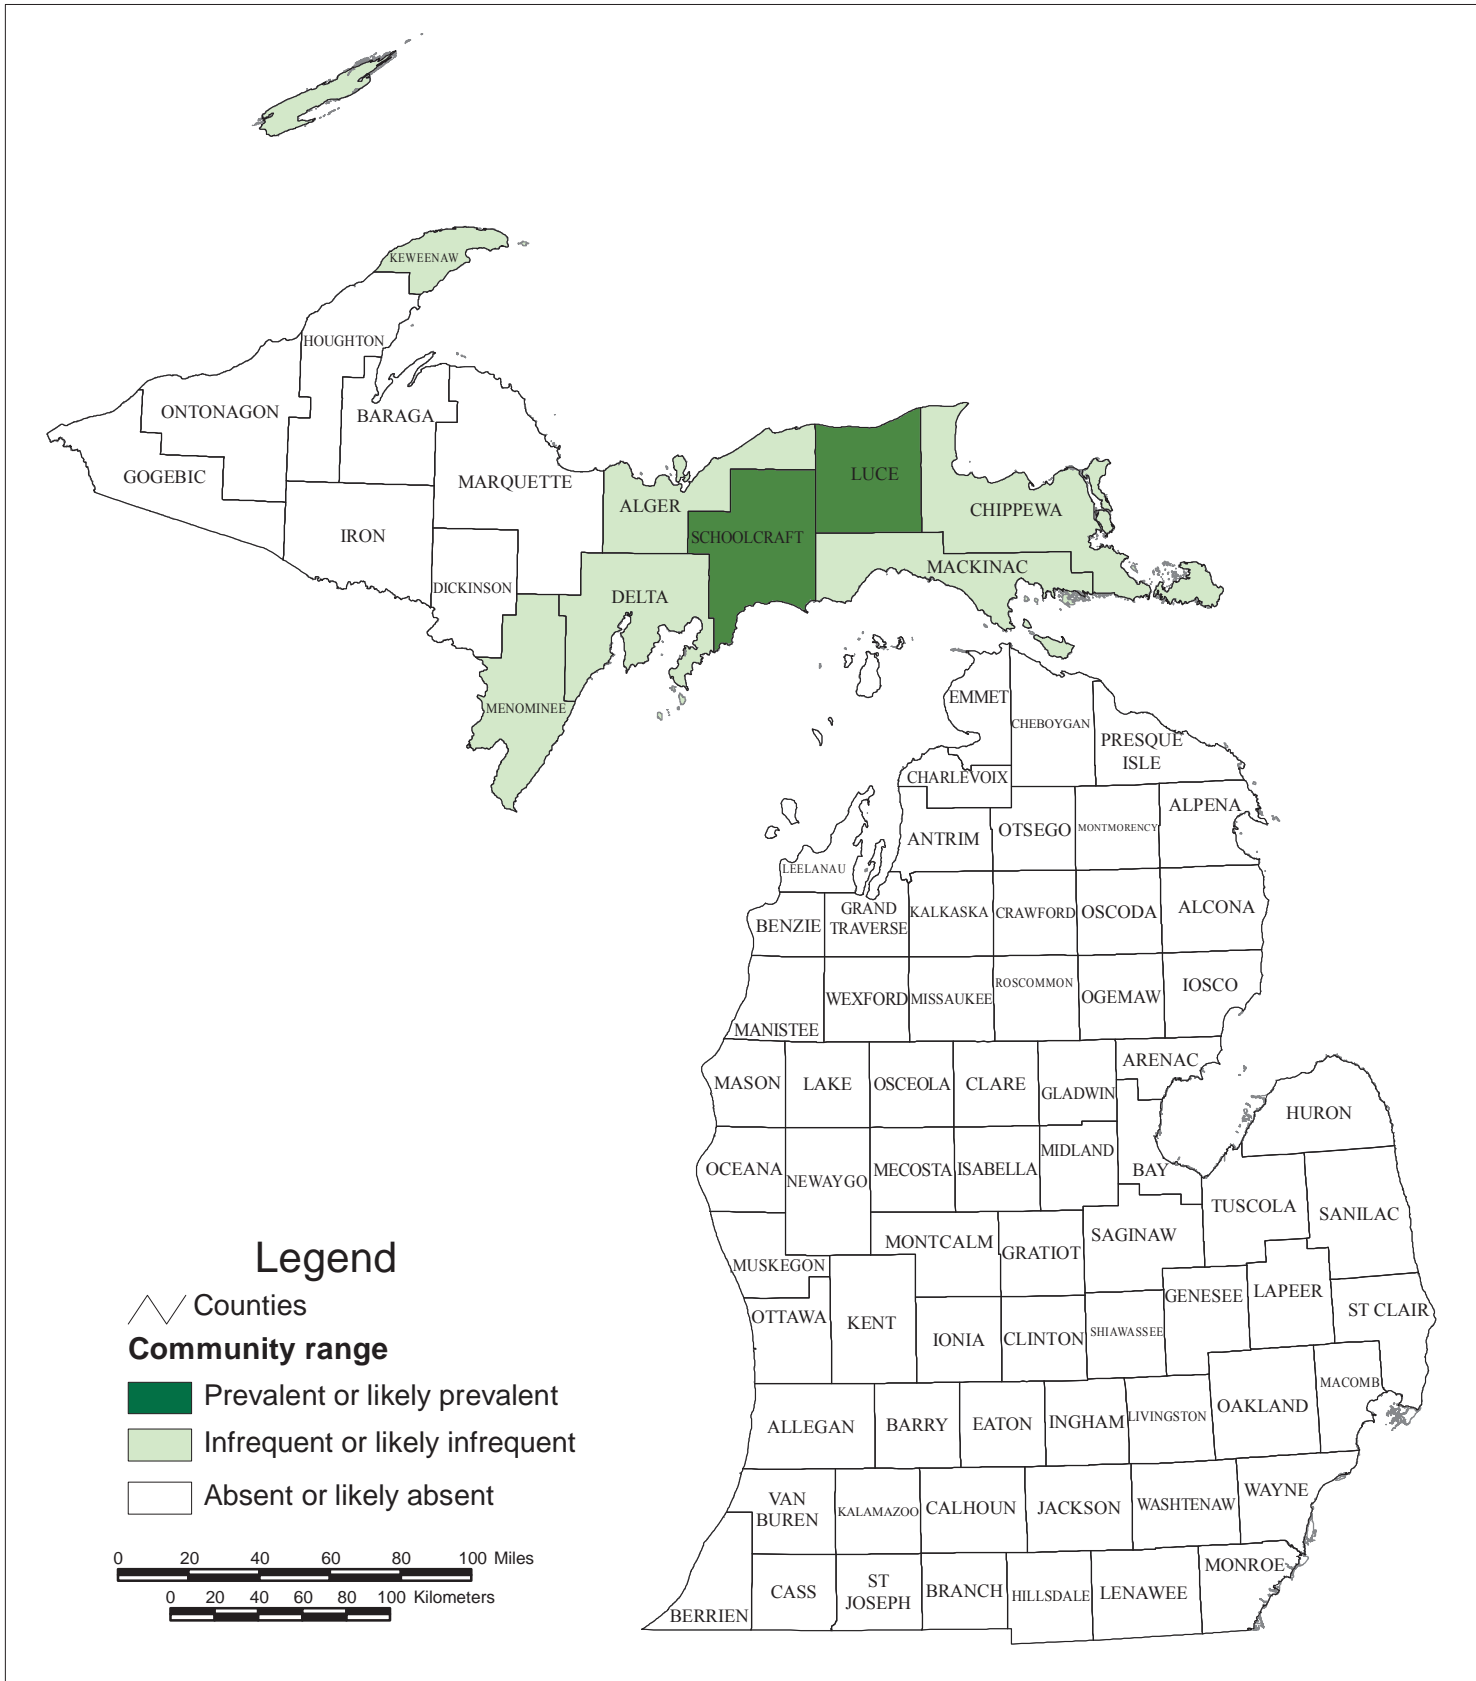 KEWEENAW
HOUGHTON
ONTONAGON
BARAGA
GOGEBIC
MARQUETTE
LUCE
ALGER
CHIPPEWA
IRON
SCHOOLCRAFT
MACKINAC
DICKINSON
DELTA
MENOMINEE
EMMET
CHEBOYGAN
PRESQUE
ISLE
CHARLEVOIX
ALPENA
ANTRIM
OTSEGO
MONTMORENCY
LEELANAU
BENZIE
GRAND
TRAVERSE
KALKASKA
CRAWFORD
OSCODA
ALCONA
MANISTEE
WEXFORD
MISSAUKEE
ROSCOMMON
OGEMAW
IOSCO
ARENAC
MASON
LAKE
OSCEOLA
CLARE
GLADWIN
HURON
OCEANA
NEWAYGO
MECOSTA
ISABELLA
MIDLAND
BAY
TUSCOLA
SANILAC
MONTCALM
GRATIOT
SAGINAW
MUSKEGON
GENESEE
LAPEER
ST CLAIR
OTTAWA
KENT
IONIA
CLINTON
SHIAWASSEE
MACOMB
OAKLAND
ALLEGAN
BARRY
EATON
INGHAM
LIVINGSTON
VAN
BUREN
KALAMAZOO
CALHOUN
JACKSON
WASHTENAW
WAYNE
BERRIEN
CASS
ST
JOSEPH
BRANCH
HILLSDALE
LENAWEE
MONROE
Legend
Counties
Community range
Prevalent or likely prevalent
Infrequent or likely infrequent
Absent or likely absent
0 20 40 60 80 100 Miles
0 20 40 60 80 100 Kilometers